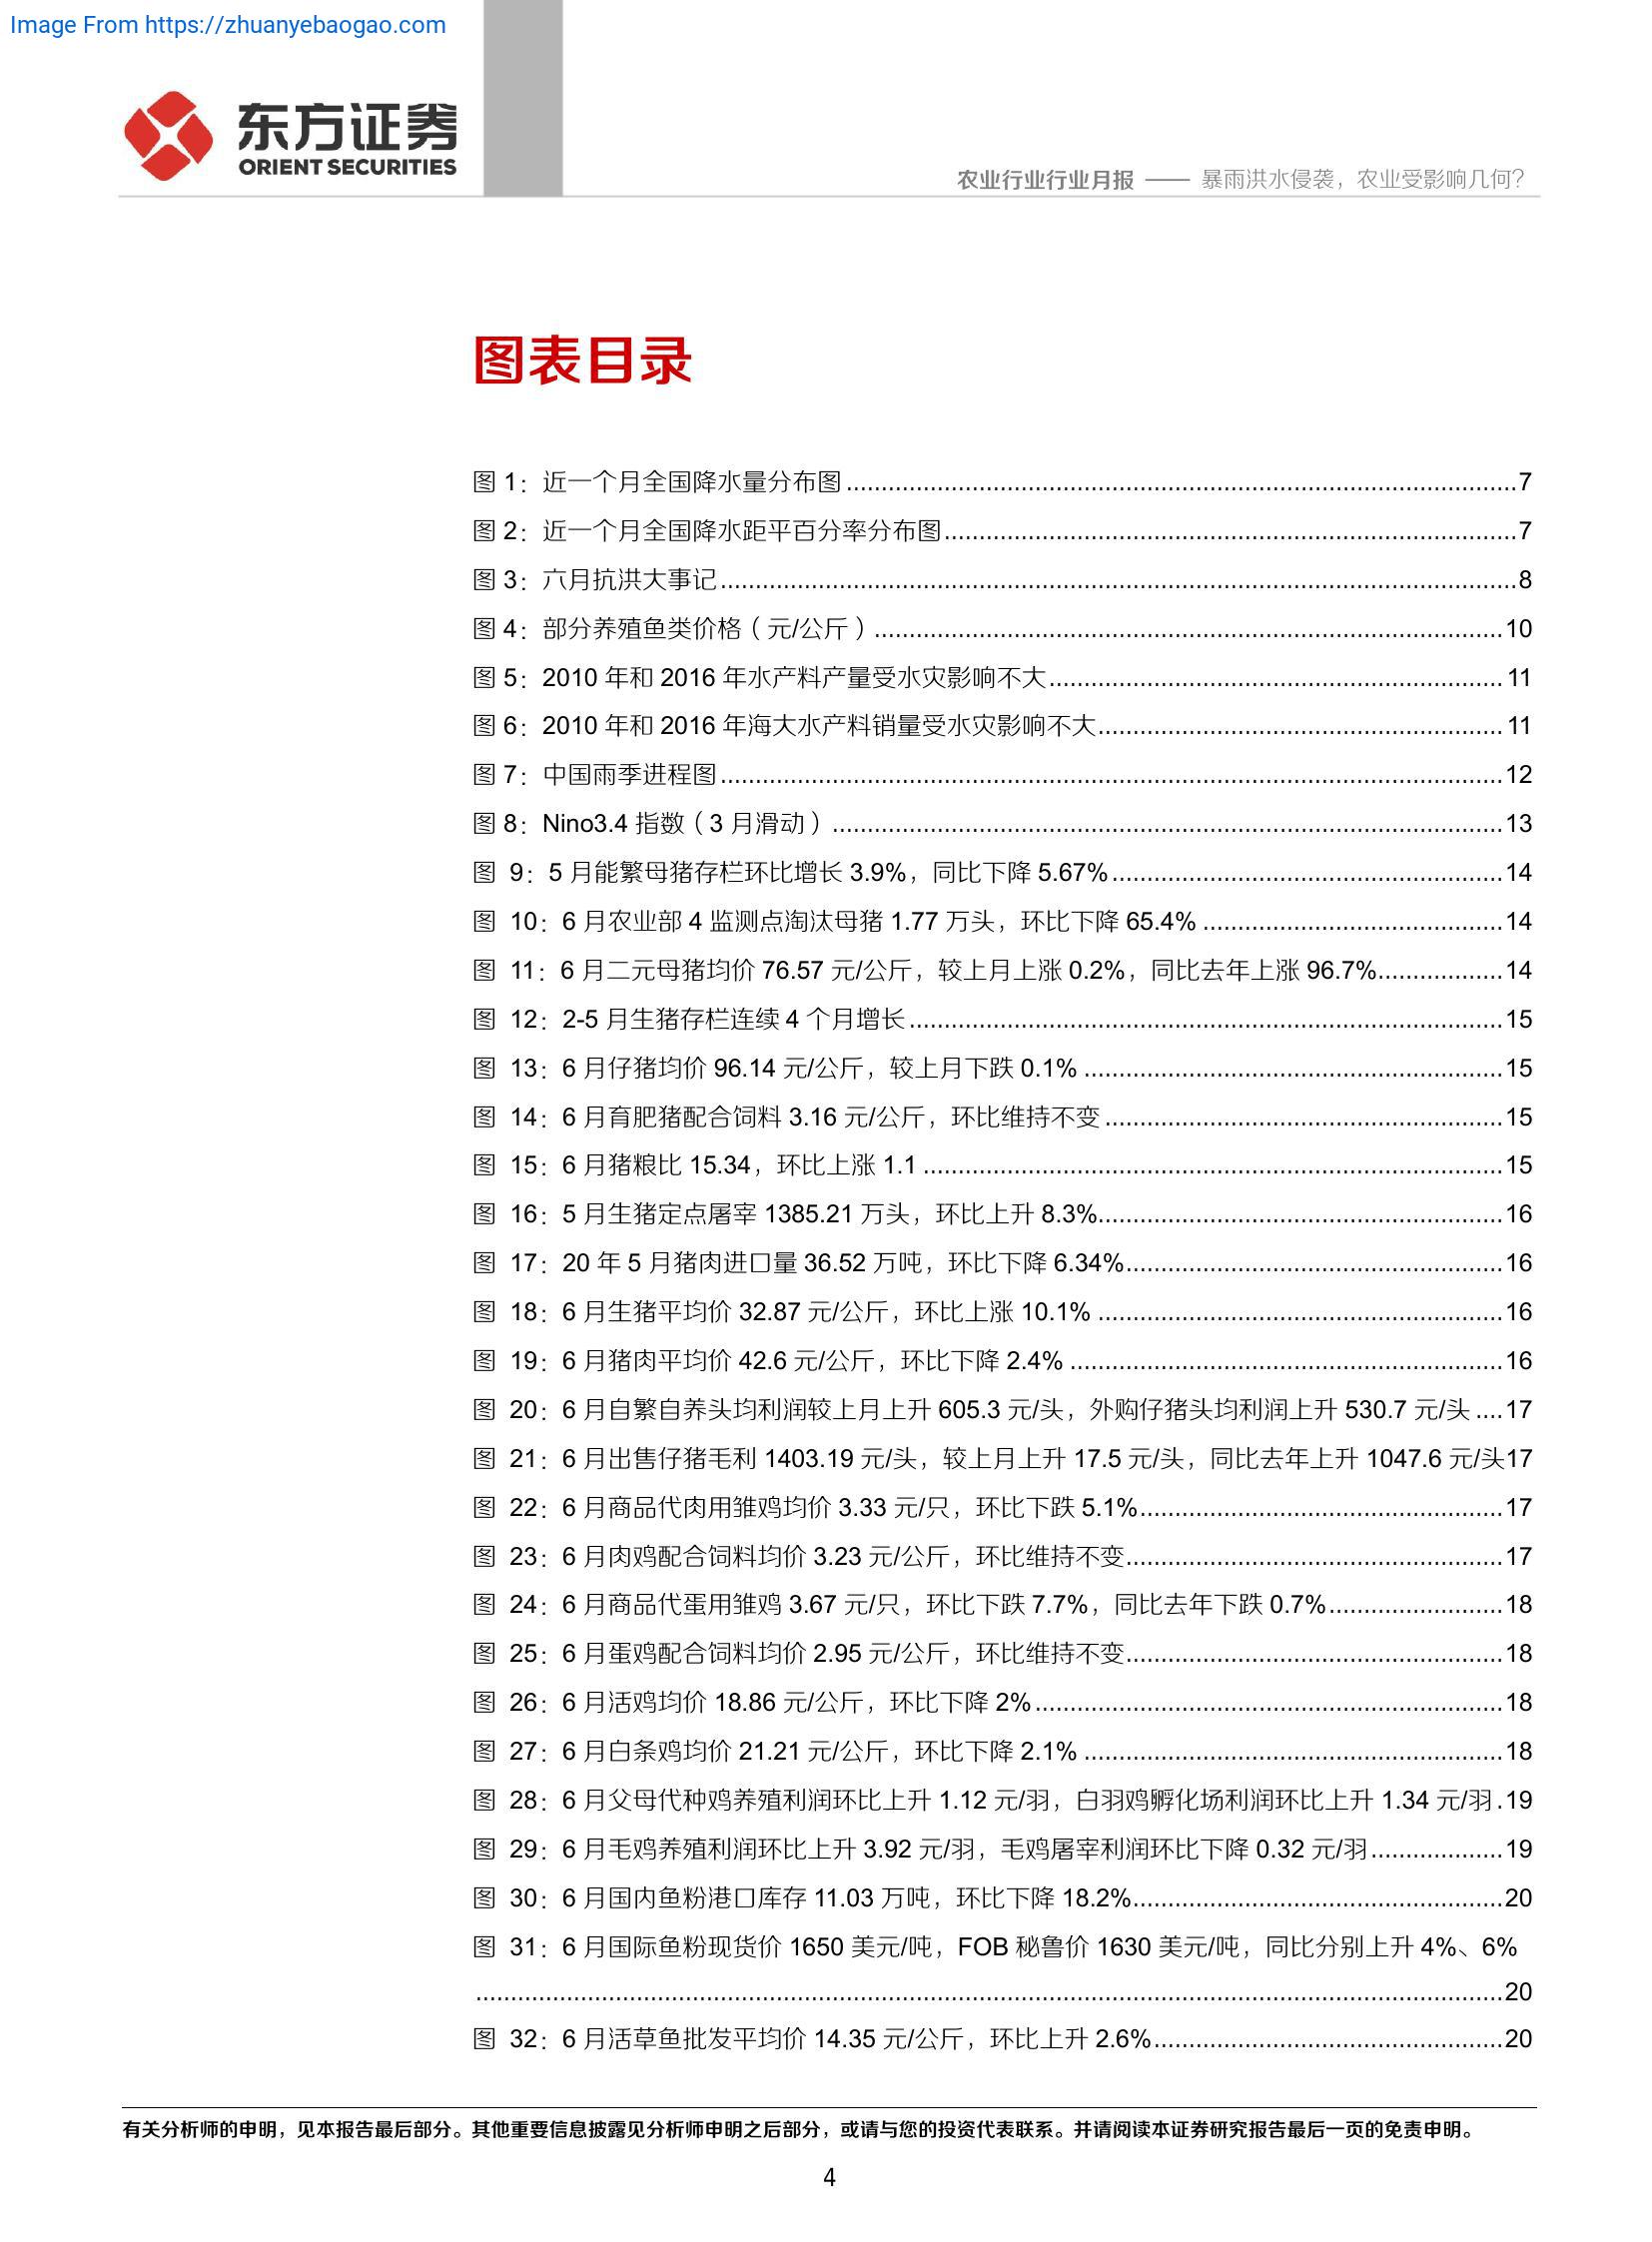 Image From https://zhuanyebaogao.com
东方证券
ORIENT SECURITIES
农业行业行业月报 —— 暴雨洪水侵袭，农业受影响几何？
图表目录
图 1：近一个月全国降水量分布图....................7
图 2：近一个月全国降水距平百分率分布图....................7
图 3：六月抗洪大事记....................8
图 4：部分养殖鱼类价格（元/公斤）....................10
图 5：2010 年和 2016 年水产料产量受水灾影响不大....................11
图 6：2010 年和 2016 年海大水产料销量受水灾影响不大....................11
图 7：中国雨季进程图....................12
图 8：Nino3.4 指数（3 月滑动）....................13
图 9：5 月能繁母猪存栏环比增长 3.9%，同比下降 5.67%....................14
图 10：6 月农业部 4 监测点淘汰母猪 1.77 万头，环比下降 65.4%....................14
图 11：6 月二元母猪均价 76.57 元/公斤，较上月上涨 0.2%，同比去年上涨 96.7%..................14
图 12：2-5 月生猪存栏连续 4 个月增长....................15
图 13：6 月仔猪均价 96.14 元/公斤，较上月下跌 0.1%....................15
图 14：6 月育肥猪配合饲料 3.16 元/公斤，环比维持不变....................15
图 15：6 月猪粮比 15.34，环比上涨 1.1....................15
图 16：5 月生猪定点屠宰 1385.21 万头，环比上升 8.3%....................16
图 17：20 年 5 月猪肉进口量 36.52 万吨，环比下降 6.34%....................16
图 18：6 月生猪平均价 32.87 元/公斤，环比上涨 10.1%....................16
图 19：6 月猪肉平均价 42.6 元/公斤，环比下降 2.4%....................16
图 20：6 月自繁自养头均利润较上月上升 605.3 元/头，外购仔猪头均利润上升 530.7 元/头....17
图 21：6 月出售仔猪毛利 1403.19 元/头，较上月上升 17.5 元/头，同比去年上升 1047.6 元/头17
图 22：6 月商品代肉用雏鸡均价 3.33 元/只，环比下跌 5.1%....................17
图 23：6 月肉鸡配合饲料均价 3.23 元/公斤，环比维持不变....................17
图 24：6 月商品代蛋用雏鸡 3.67 元/只，环比下跌 7.7%，同比去年下跌 0.7%....................18
图 25：6 月蛋鸡配合饲料均价 2.95 元/公斤，环比维持不变....................18
图 26：6 月活鸡均价 18.86 元/公斤，环比下降 2%....................18
图 27：6 月白条鸡均价 21.21 元/公斤，环比下降 2.1%....................18
图 28：6 月父母代种鸡养殖利润环比上升 1.12 元/羽，白羽鸡孵化场利润环比上升 1.34 元/羽.19
图 29：6 月毛鸡养殖利润环比上升 3.92 元/羽，毛鸡屠宰利润环比下降 0.32 元/羽...................19
图 30：6 月国内鱼粉港口库存 11.03 万吨，环比下降 18.2%....................20
图 31：6 月国际鱼粉现货价 1650 美元/吨，FOB 秘鲁价 1630 美元/吨，同比分别上升 4%、6%
....................20
图 32：6 月活草鱼批发平均价 14.35 元/公斤，环比上升 2.6%....................20
有关分析师的申明，见本报告最后部分。其他重要信息披露见分析师申明之后部分，或请与您的投资代表联系。并请阅读本证券研究报告最后一页的免责申明。
4